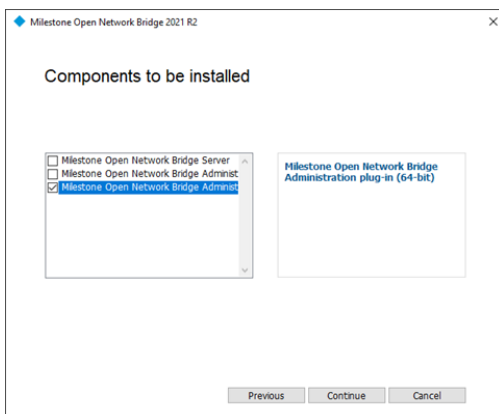 Milestone Open Network Bridge 2021 R2
Components to be installed
Milestone Open Network Bridge Server
Milestone Open Network Bridge Administ
Milestone Open Network Bridge Administ
Milestone Open Network Bridge
Administration plug-in (64-bit)
Previous Continue Cancel